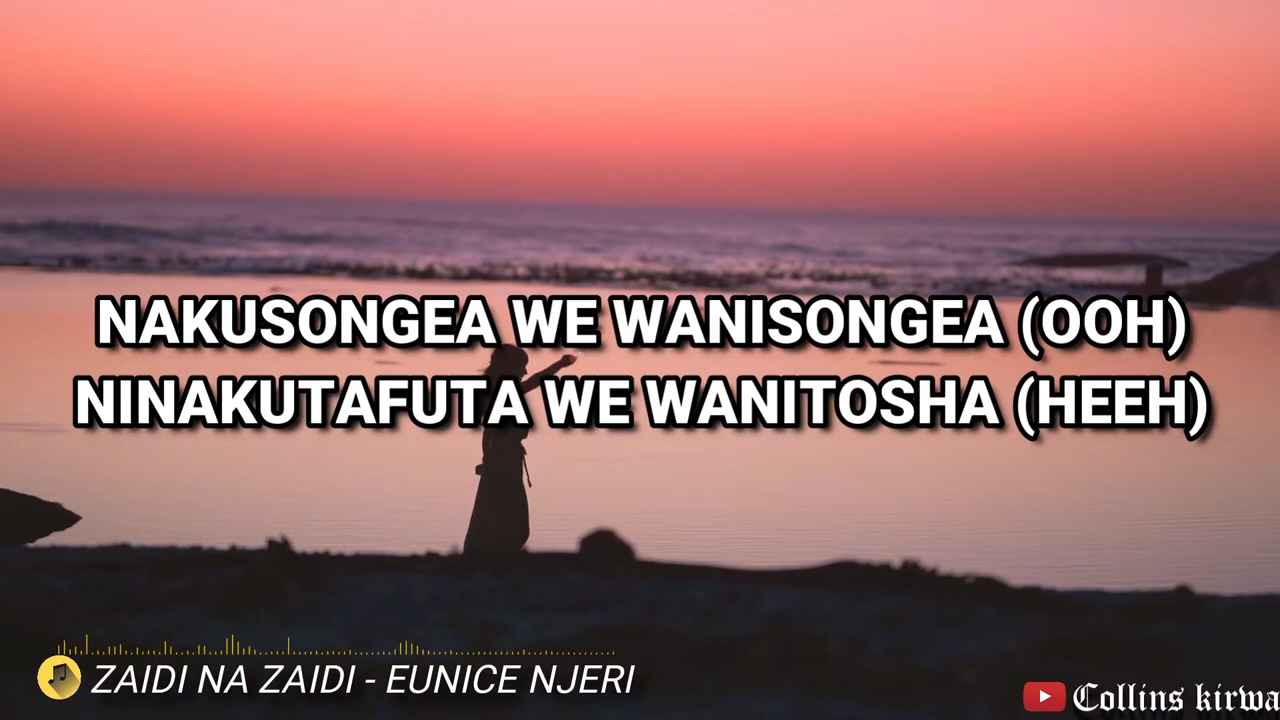 NAKUSONGEA WE WANISONGEA (OOH)
NINAKUTAFUTA WE WANITOSHA (HEEH)
ZAIDI NA ZAIDI - EUNICE NJERI
Collins kirwa